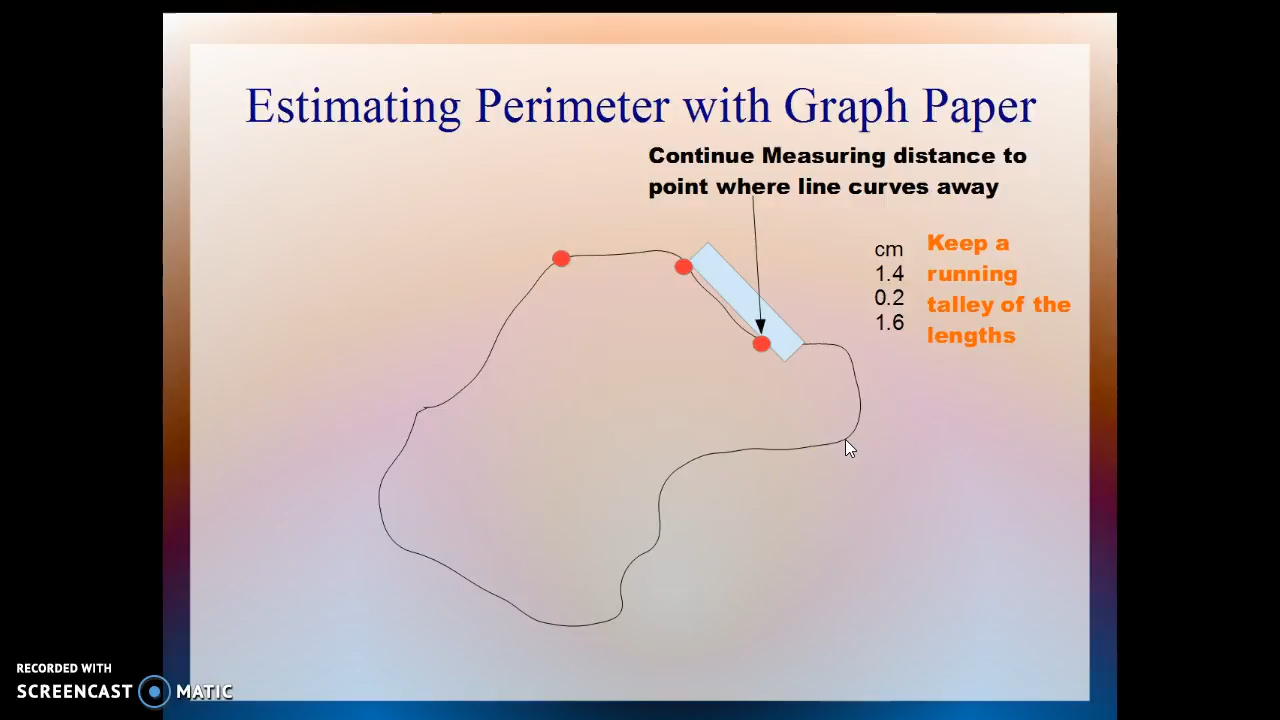 Estimating Perimeter with Graph Paper
Continue Measuring distance to
point where line curves away
cm
1.4
0.2
1.6
Keep a
running
talley of the
lengths
RECORDED WITH
SCREENCAST MATIC